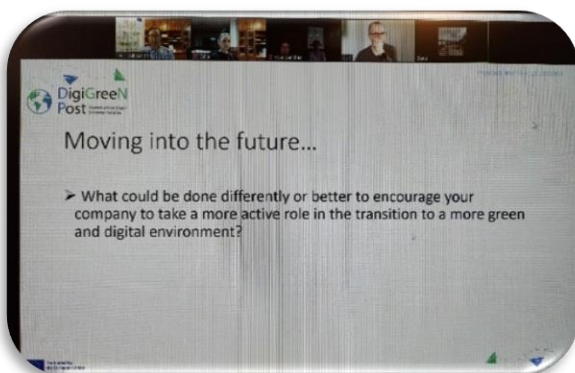 DigiGreeN
Post
Moving into the future...
➢ What could be done differently or better to encourage your
company to take a more active role in the transition to a more green
and digital environment?